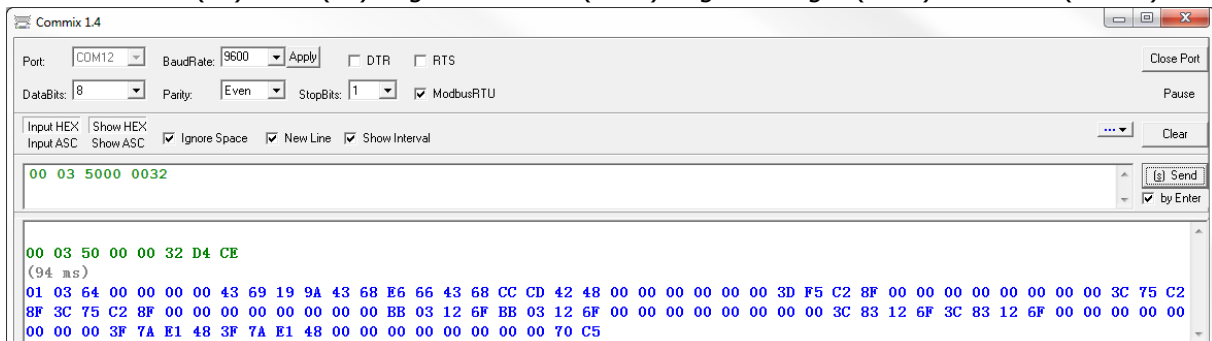 Commix 1.4
Port: COM12 BaudRate: 9600 Apply DTR RTS Close Port
DataBits: 8 Parity: Even StopBits: 1 ModbusRTU Pause
Input HEX Show HEX
Input ASC Show ASC Ignore Space New Line Show Interval ... Clear
00 03 5000 0032 (s) Send
by Enter
00 03 50 00 00 32 D4 CE
(94 ms)
01 03 64 00 00 00 00 43 69 19 9A 43 68 E6 66 43 68 CC CD 42 48 00 00 00 00 00 00 3D F5 C2 8F 00 00 00 00 00 00 00 00 3C 75 C2
8F 3C 75 C2 8F 00 00 00 00 00 00 00 00 BB 03 12 6F BB 03 12 6F 00 00 00 00 00 00 00 00 3C 83 12 6F 3C 83 12 6F 00 00 00 00 00
00 00 00 3F 7A E1 48 3F 7A E1 48 00 00 00 00 00 00 00 00 70 C5